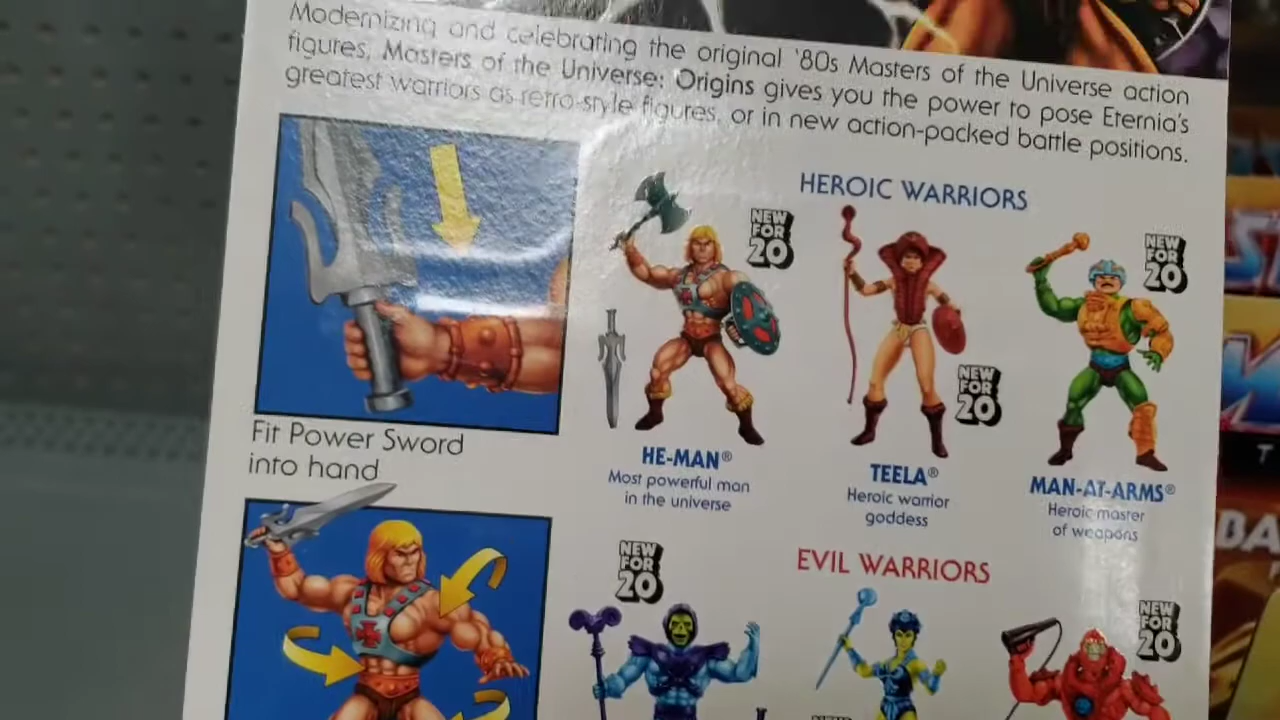 Modernizing and celebrating the original '80s Masters of the Universe action
figures, Masters of the Universe: Origins gives you the power to pose Eternia's
greatest warriors as retro-style figures, or in new action-packed battle positions.
HEROIC WARRIORS
NEW
FOR
20
NEW
FOR
20
NEW
FOR
20
Fit Power Sword
into hand
HE-MAN®
Most powerful man
in the universe
TEELA®
Heroic warrior
goddess
MAN-AT-ARMS®
Heroic master
of weapons
EVIL WARRIORS
NEW
FOR
20
NEW
FOR
20
BA